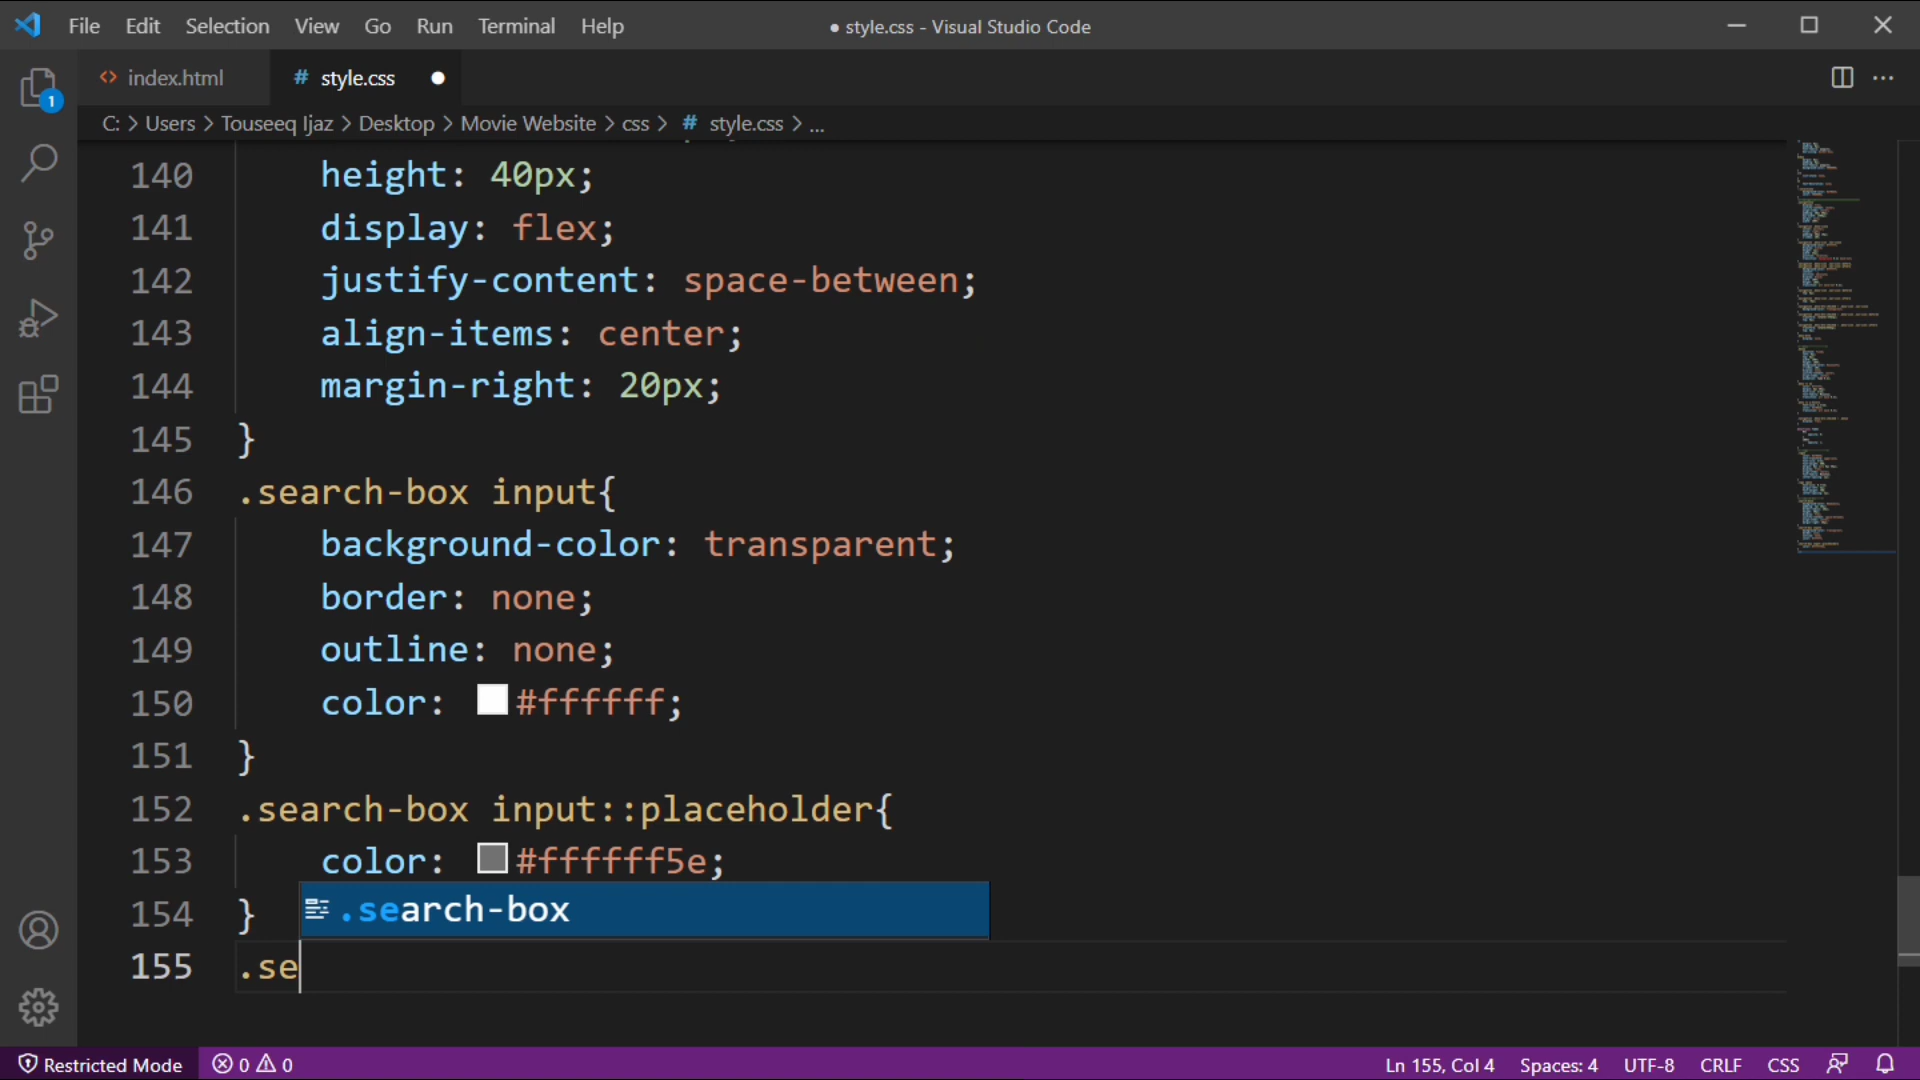 File Edit Selection View Go Run Terminal Help ● style.css - Visual Studio Code
index.html # style.css ●
1
C: > Users > Touseeq Ijaz > Desktop > Movie Website > css > # style.css > ...
140 height: 40px;
141 display: flex;
142 justify-content: space-between;
143 align-items: center;
144 margin-right: 20px;
145 }
146 .search-box input{
147 background-color: transparent;
148 border: none;
149 outline: none;
150 color: #ffffff;
151 }
152 .search-box input::placeholder{
153 color: #ffffff5e;
154 } .search-box
155 .se
Restricted Mode 0 0 Ln 155, Col 4 Spaces: 4 UTF-8 CRLF CSS